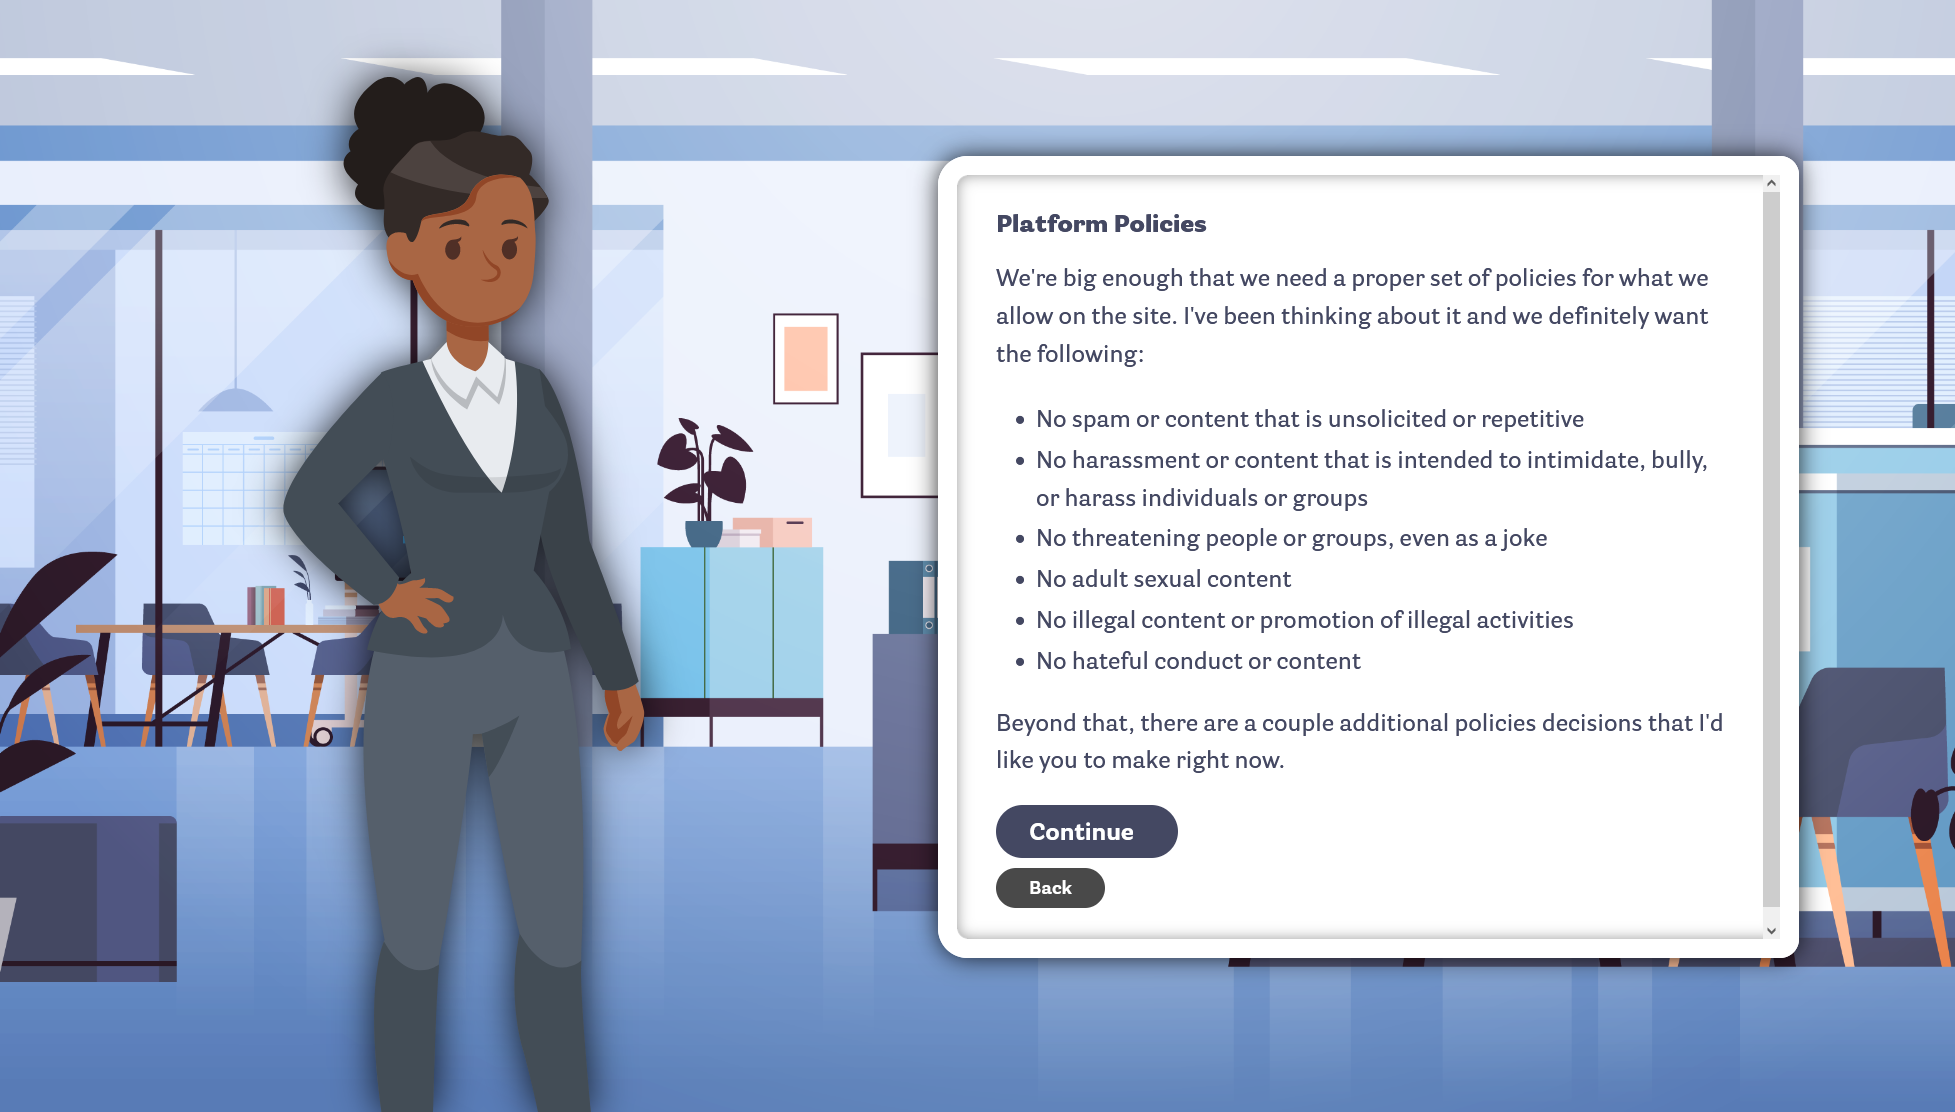 Platform Policies
We're big enough that we need a proper set of policies for what we
allow on the site. I've been thinking about it and we definitely want
the following:
• No spam or content that is unsolicited or repetitive
• No harassment or content that is intended to intimidate, bully,
or harass individuals or groups
• No threatening people or groups, even as a joke
• No adult sexual content
• No illegal content or promotion of illegal activities
• No hateful conduct or content
Beyond that, there are a couple additional policies decisions that I'd
like you to make right now.
Continue
Back